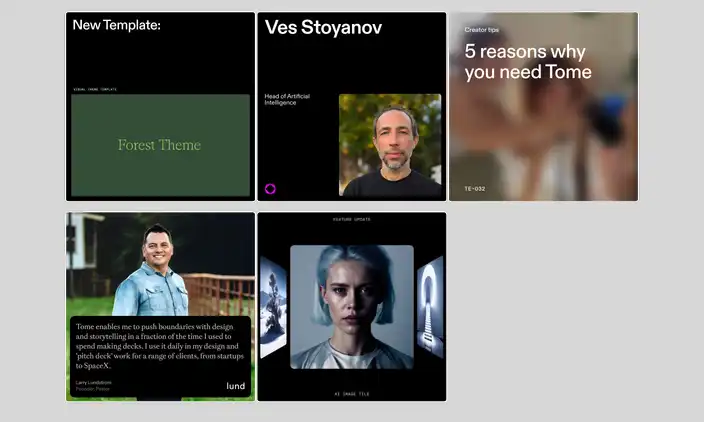 New Template:
VISUAL THEME TEMPLATE
Forest Theme
Ves Stoyanov
Head of Artificial
Intelligence
Creator tips
5 reasons why
you need Tome
TE-032
Tome enables me to push boundaries with design
and storytelling in a fraction of the time I used to
spend making decks. I use it daily in my design and
'pitch deck' work for a range of clients, from startups
to SpaceX.
Larry Lundstrom
lund
FEATURE UPDATE
AI IMAGE TILE